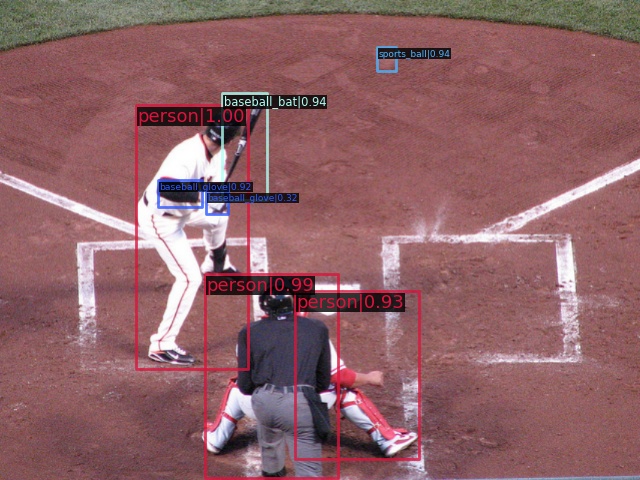 sports_ball|0.94
baseball_bat|0.94
person|1.00
baseball_glove|0.92
baseball_glove|0.32
person|0.99
person|0.93